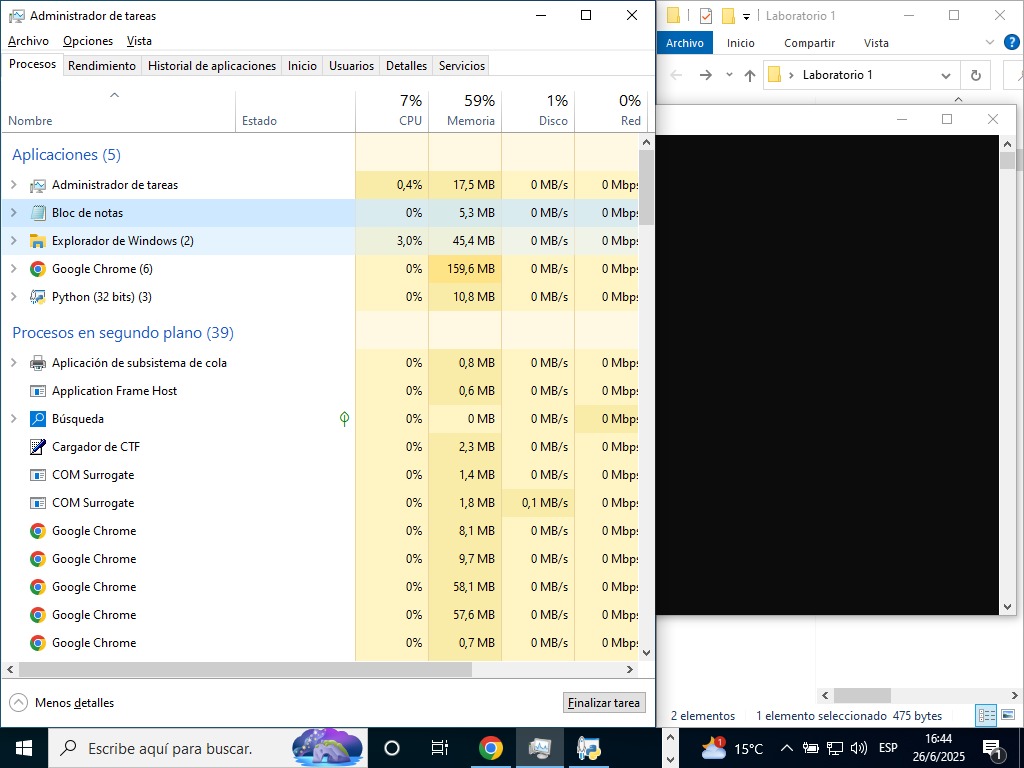 Administrador de tareas
Archivo Opciones Vista
Procesos Rendimiento Historial de aplicaciones Inicio Usuarios Detalles Servicios
7% 59% 1% 0%
Nombre Estado CPU Memoria Disco Red
Aplicaciones (5)
Administrador de tareas 0,4% 17,5 MB 0 MB/s 0 Mbps
Bloc de notas 0% 5,3 MB 0 MB/s 0 Mbps
Explorador de Windows (2) 3,0% 45,4 MB 0 MB/s 0 Mbps
Google Chrome (6) 0% 159,6 MB 0 MB/s 0 Mbps
Python (32 bits) (3) 0% 10,8 MB 0 MB/s 0 Mbps
Procesos en segundo plano (39)
Aplicación de subsistema de cola 0% 0,8 MB 0 MB/s 0 Mbps
Application Frame Host 0% 0,6 MB 0 MB/s 0 Mbps
Búsqueda 0% 0 MB 0 MB/s 0 Mbps
Cargador de CTF 0% 2,3 MB 0 MB/s 0 Mbps
COM Surrogate 0% 1,4 MB 0 MB/s 0 Mbps
COM Surrogate 0% 1,8 MB 0,1 MB/s 0 Mbps
Google Chrome 0% 8,1 MB 0 MB/s 0 Mbps
Google Chrome 0% 9,7 MB 0 MB/s 0 Mbps
Google Chrome 0% 58,1 MB 0 MB/s 0 Mbps
Google Chrome 0% 57,6 MB 0 MB/s 0 Mbps
Google Chrome 0% 0,7 MB 0 MB/s 0 Mbps
Menos detalles Finalizar tarea
Laboratorio 1
Archivo Inicio Compartir Vista
Laboratorio 1
2 elementos 1 elemento seleccionado 475 bytes
Escribe aquí para buscar.
15°C ESP 16:44
26/6/2025
1